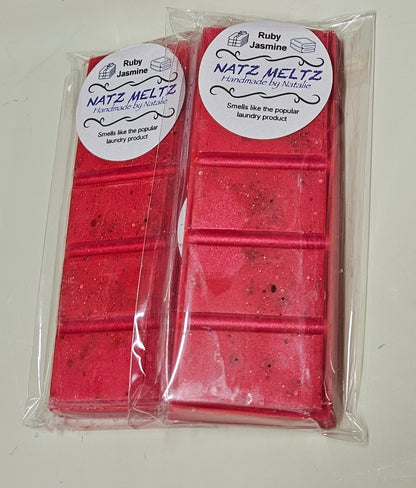 Ruby
Jasmine
NATZ MELTZ
Handmade by Natalie
Smells like the popular
laundry product
Ruby
Jasmine
NATZ MELTZ
Handmade by Natalie
Smells like the popular
laundry product